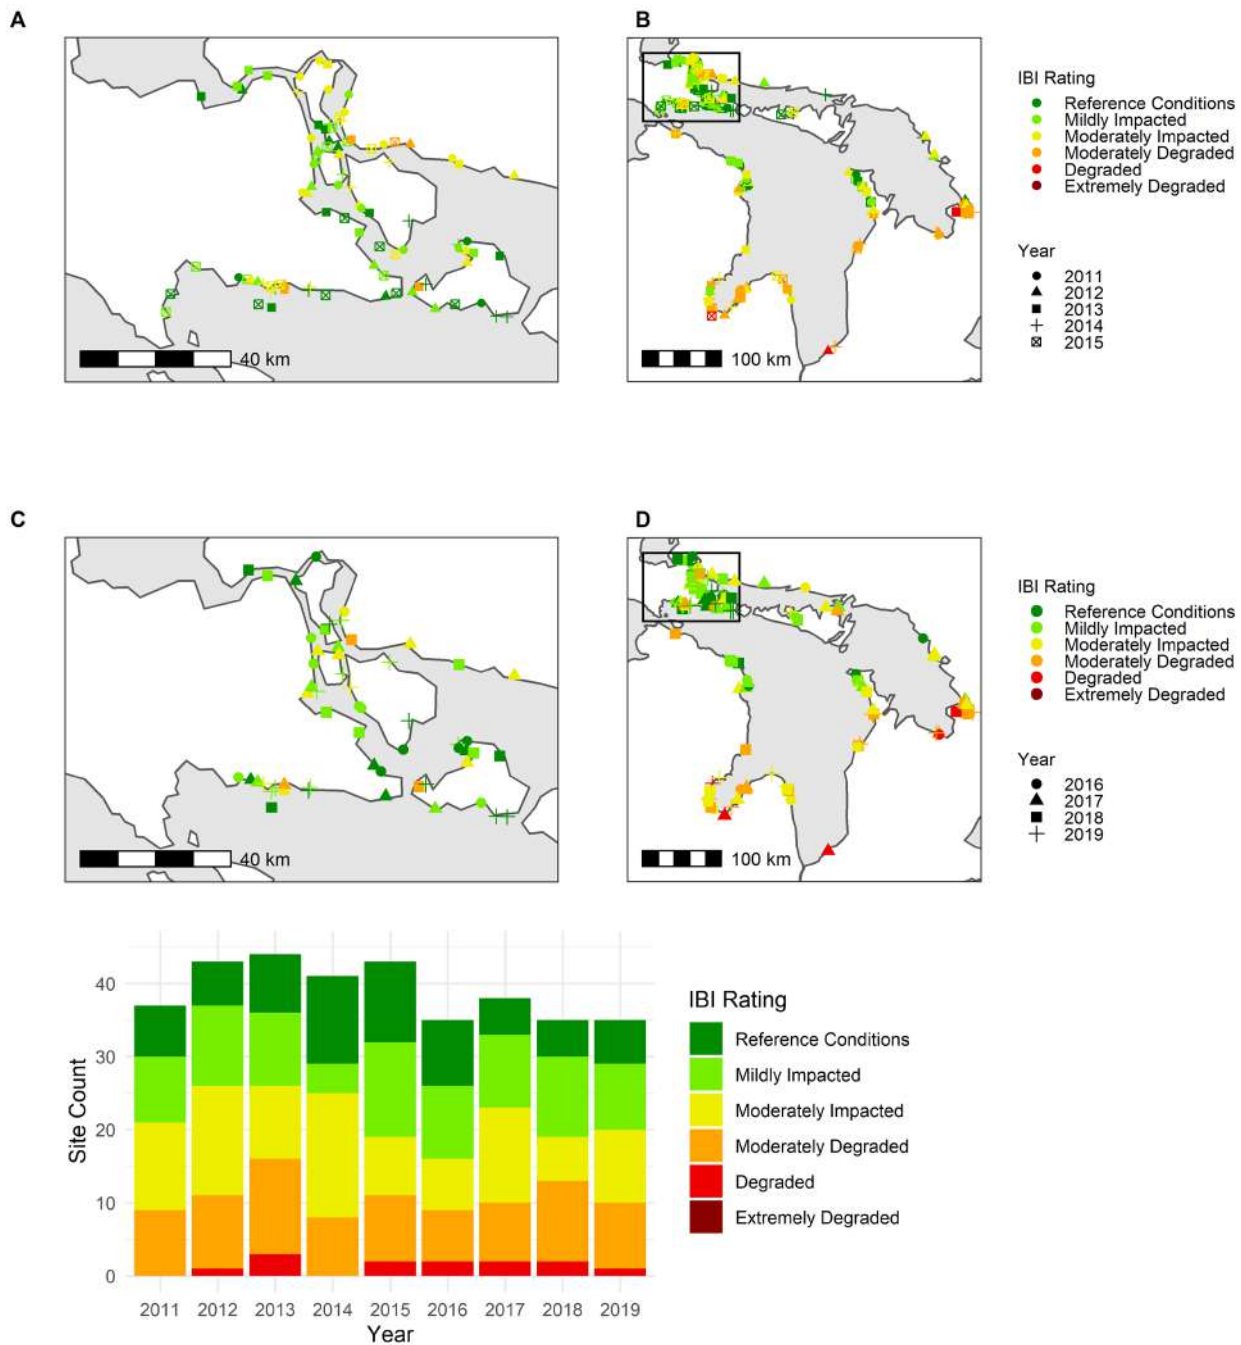 A
B
40 km
100 km
IBI Rating
Reference Conditions
Mildly Impacted
Moderately Impacted
Moderately Degraded
Degraded
Extremely Degraded
Year
2011
2012
2013
2014
2015
C
D
40 km
100 km
IBI Rating
Reference Conditions
Mildly Impacted
Moderately Impacted
Moderately Degraded
Degraded
Extremely Degraded
Year
2016
2017
2018
2019
Site Count
40
30
20
10
0
2011 2012 2013 2014 2015 2016 2017 2018 2019
Year
IBI Rating
Reference Conditions
Mildly Impacted
Moderately Impacted
Moderately Degraded
Degraded
Extremely Degraded